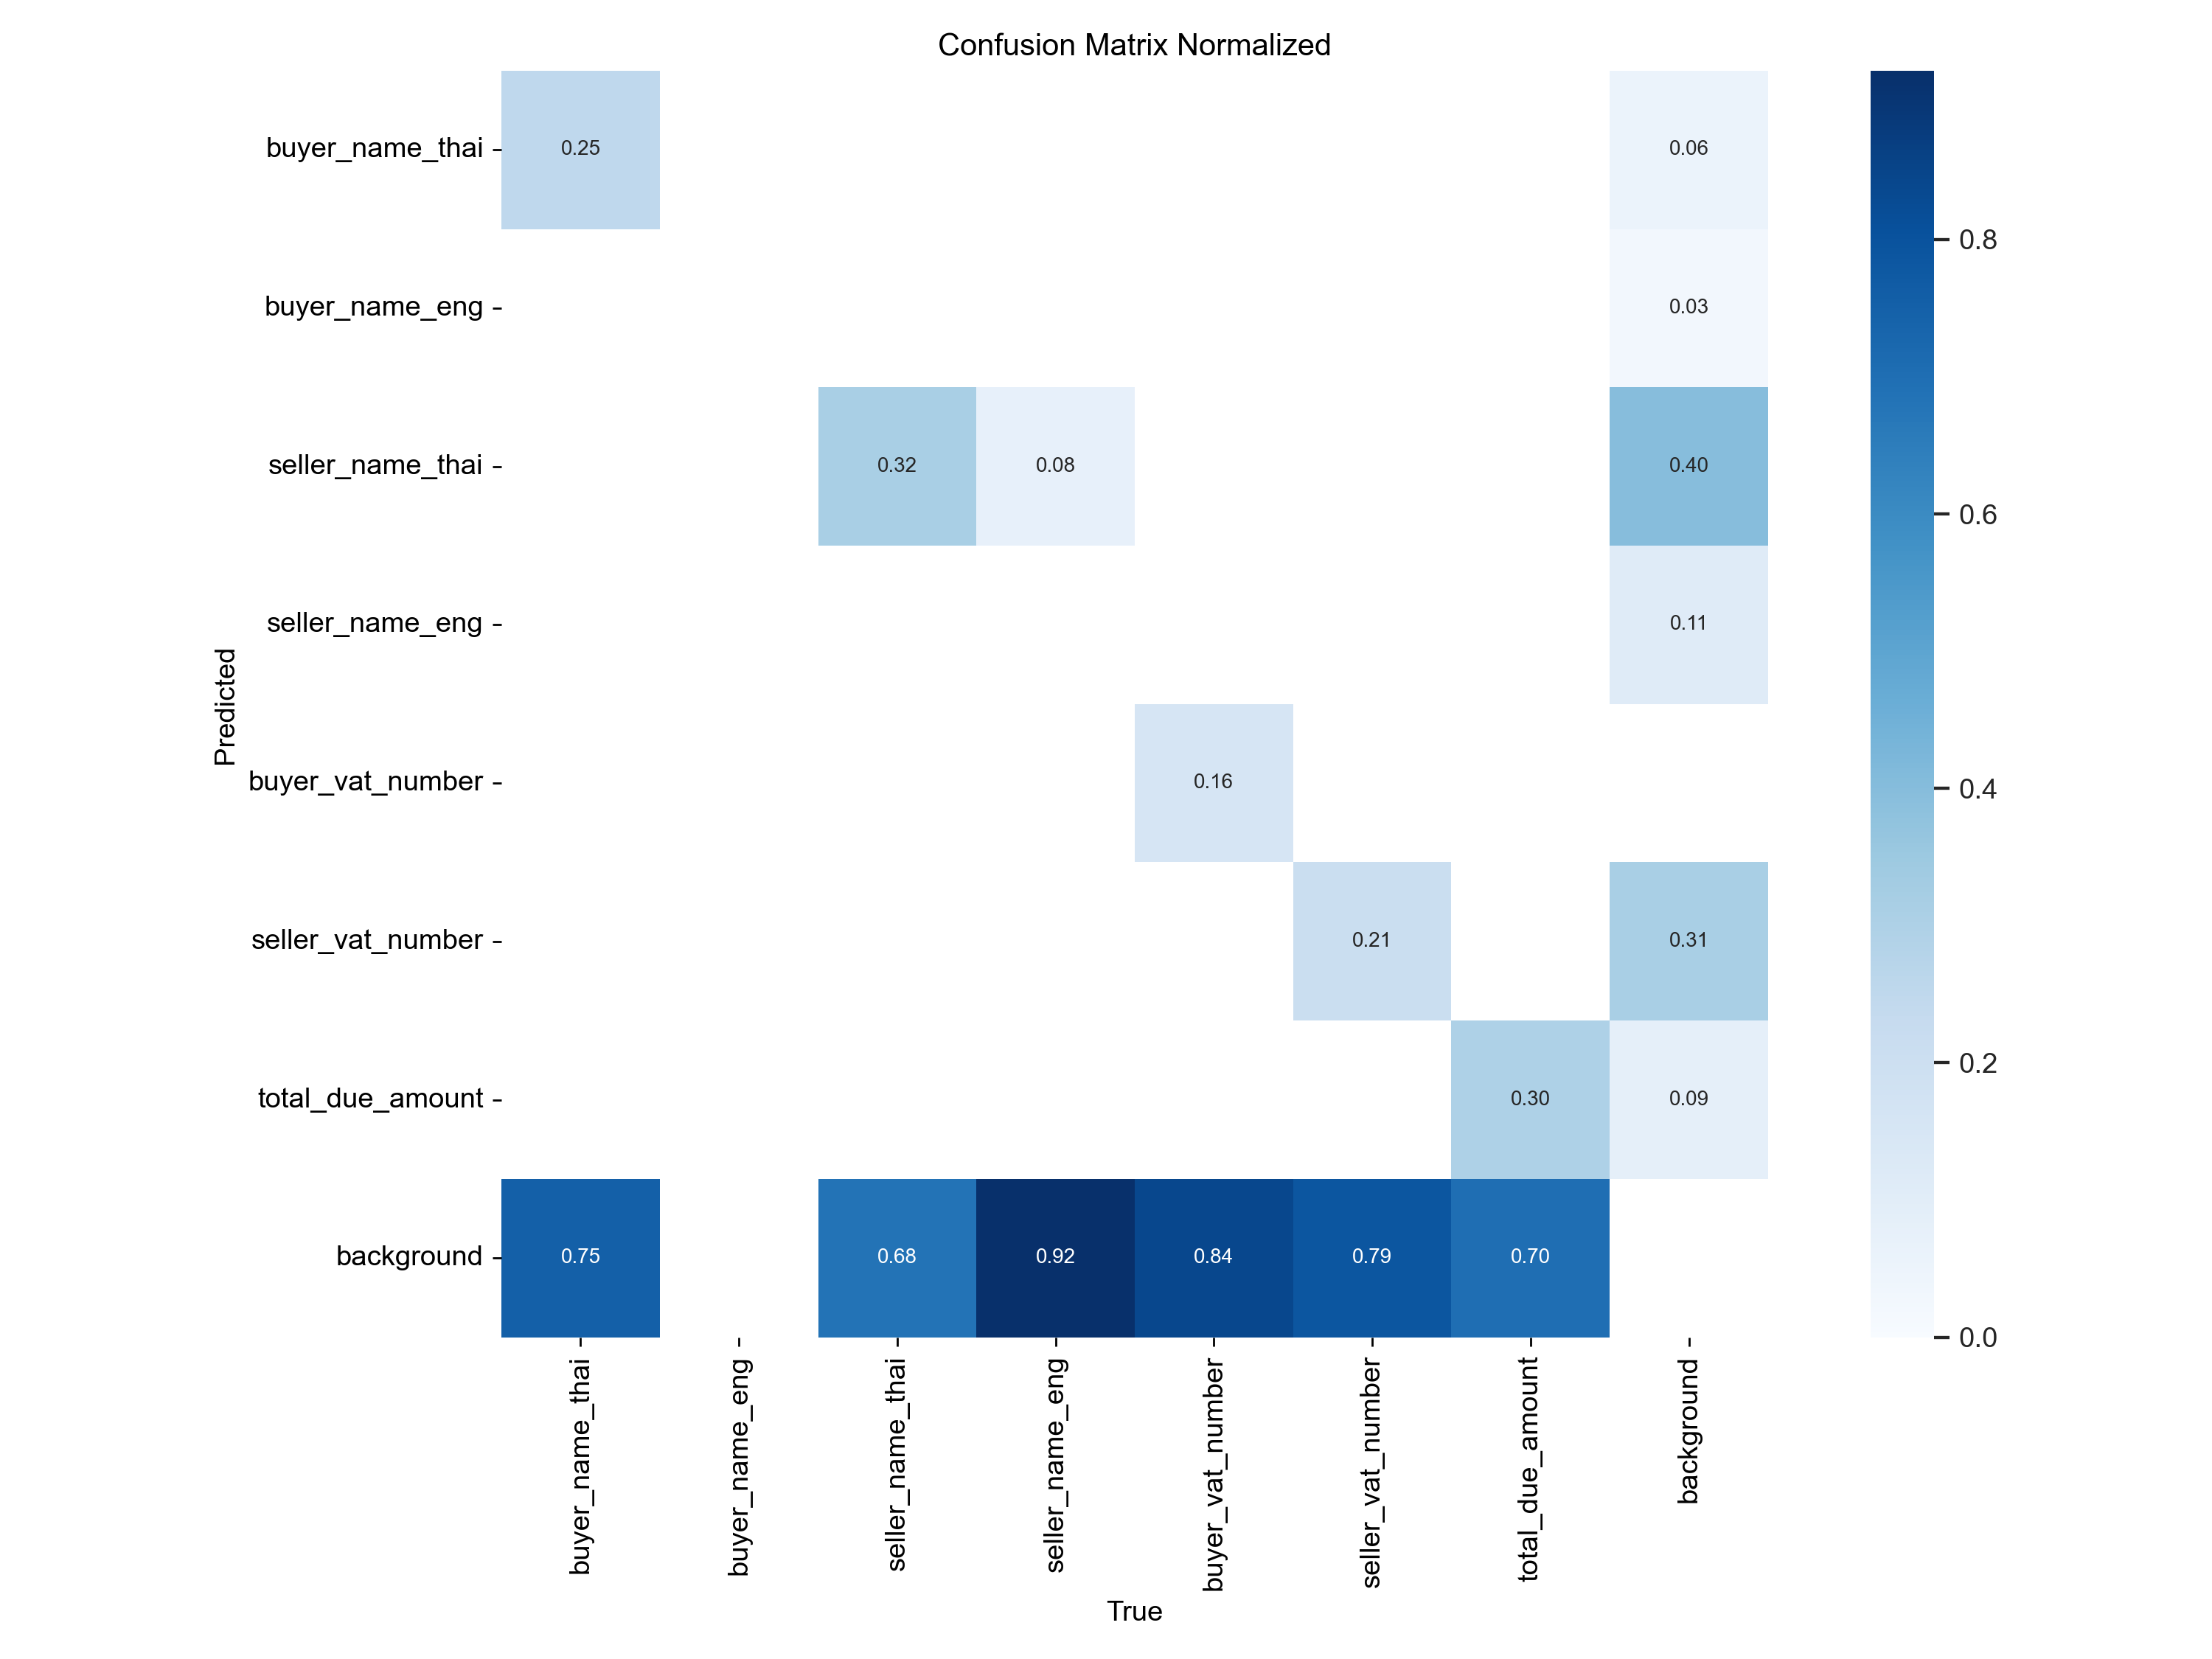 Confusion Matrix Normalized
buyer_name_thai
0.25
0.06
buyer_name_eng
0.03
seller_name_thai
0.32
0.08
0.40
seller_name_eng
0.11
buyer_vat_number
0.16
seller_vat_number
0.21
0.31
total_due_amount
0.30
0.09
background
0.75
0.68
0.92
0.84
0.79
0.70
Predicted
buyer_name_thai
buyer_name_eng
seller_name_thai
seller_name_eng
buyer_vat_number
seller_vat_number
total_due_amount
background
True
0.8
0.6
0.4
0.2
0.0